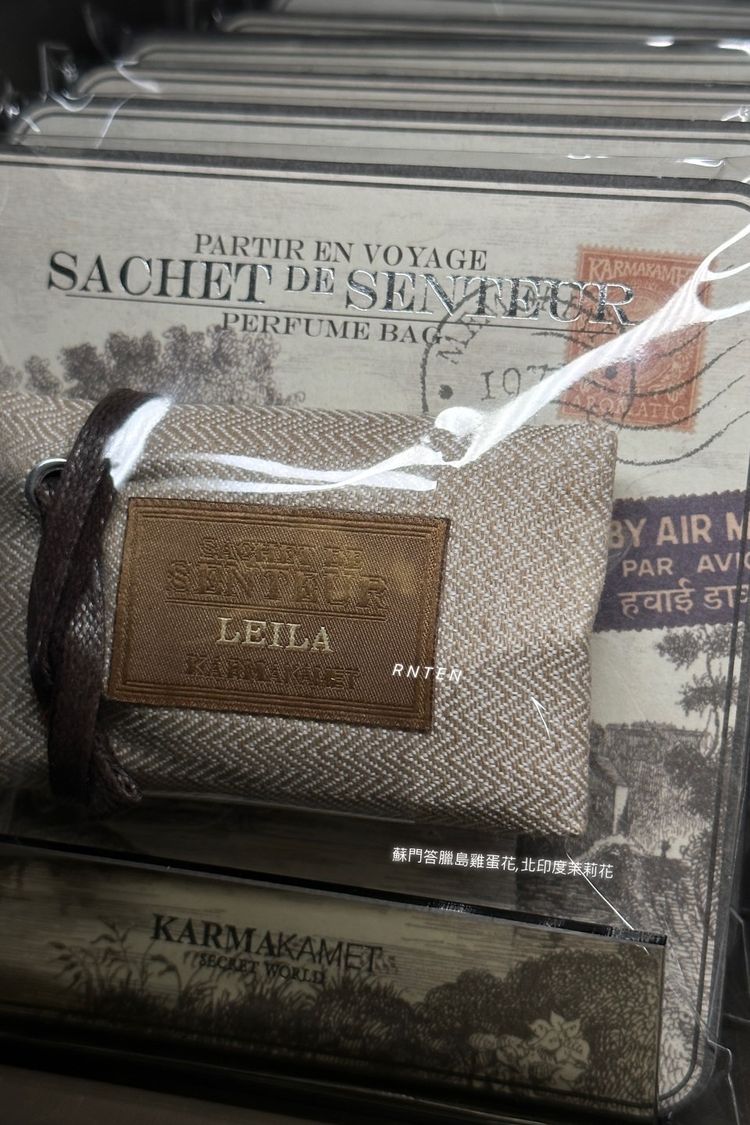 PARTIR EN VOYAGE
SACHET DE SENTEUR
PERFUME BAG
KARMAKAMET
BY AIR M
PAR AVIO
हवाई डाक
SACHET DE
SENTEUR
LEILA
KARMAKAMET
RNTEN
蘇門答臘島雞蛋花,北印度茉莉花
KARMAKAMET
SECRET WORLD